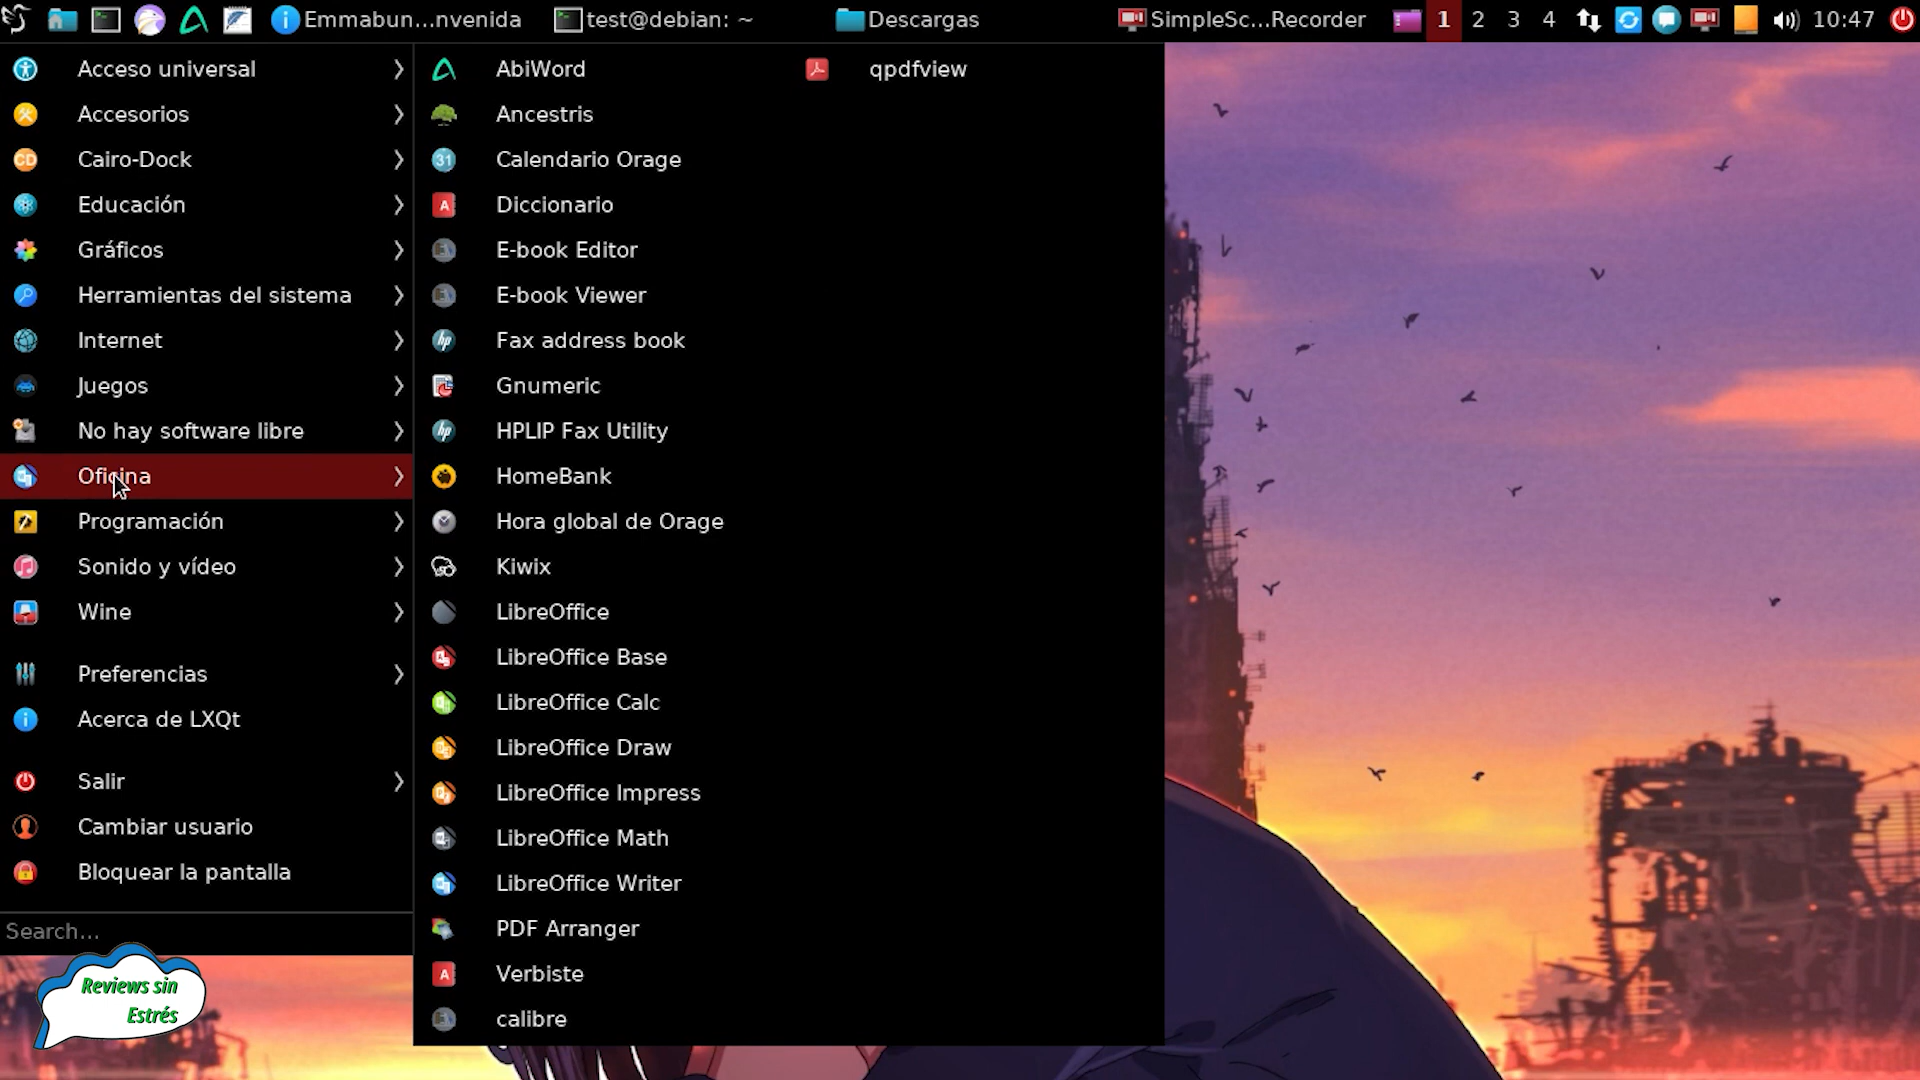 Emmabun...nvenida
test@debian: ~
Descargas
SimpleSc...Recorder
1
2
3
4
10:47
Acceso universal
Accesorios
CD
Cairo-Dock
Educación
Gráficos
Herramientas del sistema
Internet
Juegos
No hay software libre
Oficina
Programación
Sonido y vídeo
Wine
Preferencias
Acerca de LXQt
Salir
Cambiar usuario
Bloquear la pantalla
Search...
AbiWord
Ancestris
31
Calendario Orage
A
Diccionario
E-book Editor
E-book Viewer
hp
Fax address book
Gnumeric
hp
HPLIP Fax Utility
HomeBank
Hora global de Orage
Kiwix
LibreOffice
LibreOffice Base
LibreOffice Calc
LibreOffice Draw
LibreOffice Impress
LibreOffice Math
LibreOffice Writer
PDF Arranger
A
Verbiste
calibre
qpdfview
Reviews sin
Estrés